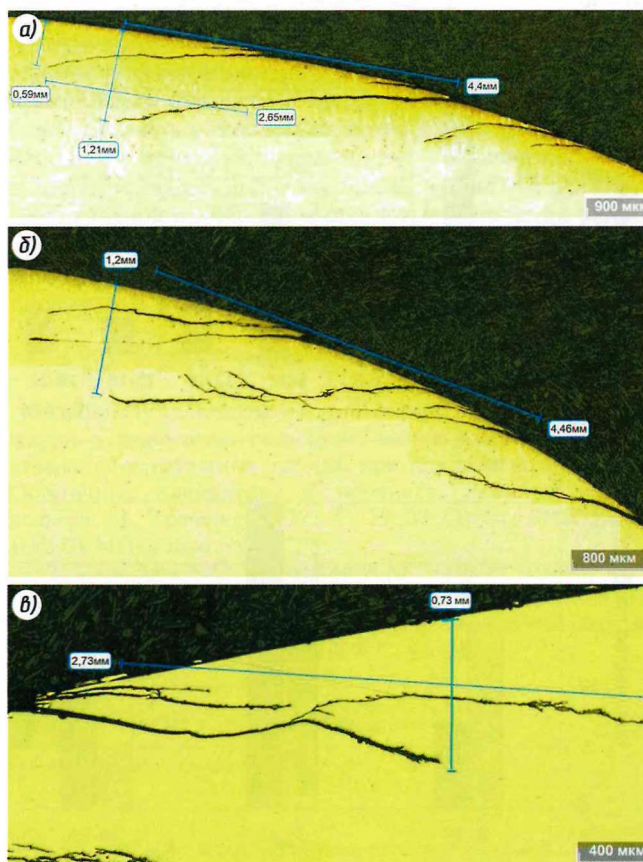 а)
4,4мм
0,59мм
2,65мм
1,21мм
900 мкм
б)
1,2мм
4,46мм
800 мкм
в)
0,73 мм
2,73мм
400 мкм